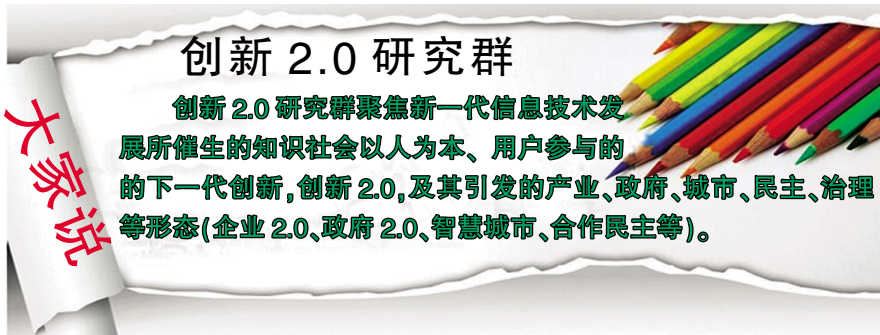 创新 2.0 研究群
大家说
创新 2.0 研究群聚焦新一代信息技术发
展所催生的知识社会以人为本、用户参与的
的下一代创新,创新 2.0,及其引发的产业、政府、城市、民主、治理
等形态(企业 2.0、政府 2.0、智慧城市、合作民主等)。